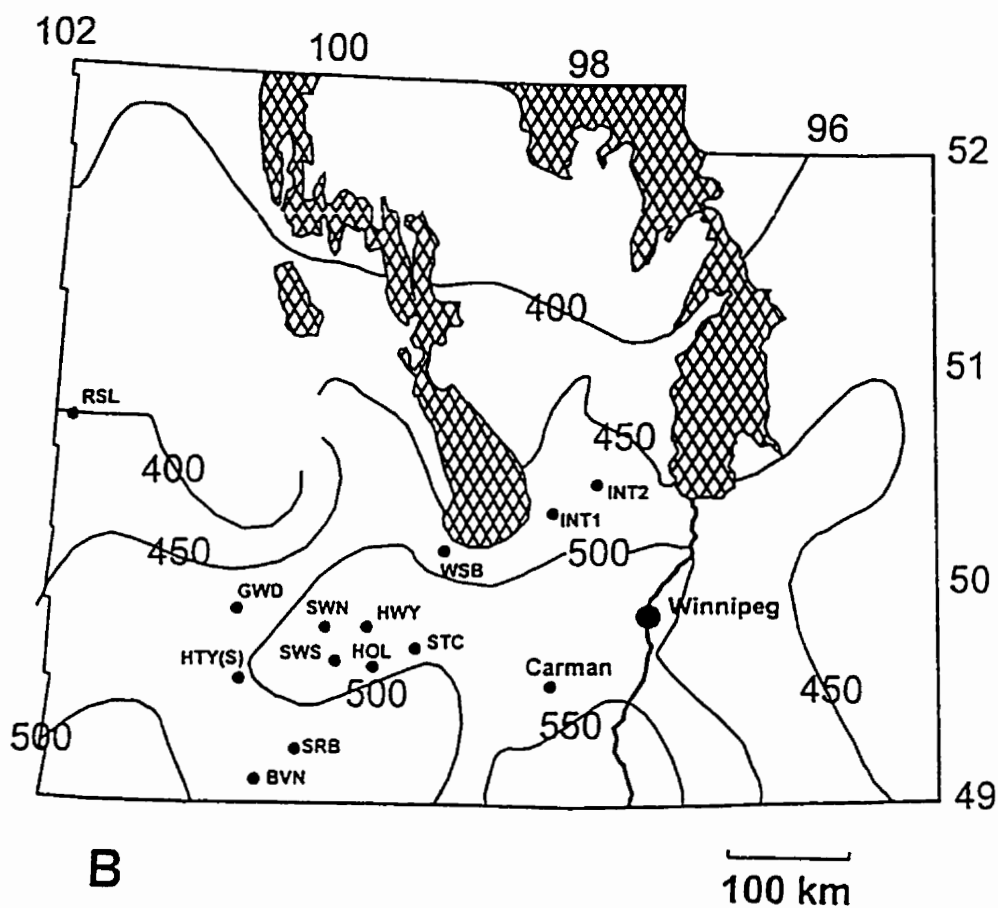 102
100
98
96
52
400
51
RSL
450
400
INT2
INT1
450
500
WSB
50
GWD
SWN
HWY
Winnipeg
HTY(S)
SWS
HOL
STC
Carman
500
450
550
500
SRB
BVN
49
B
100 km